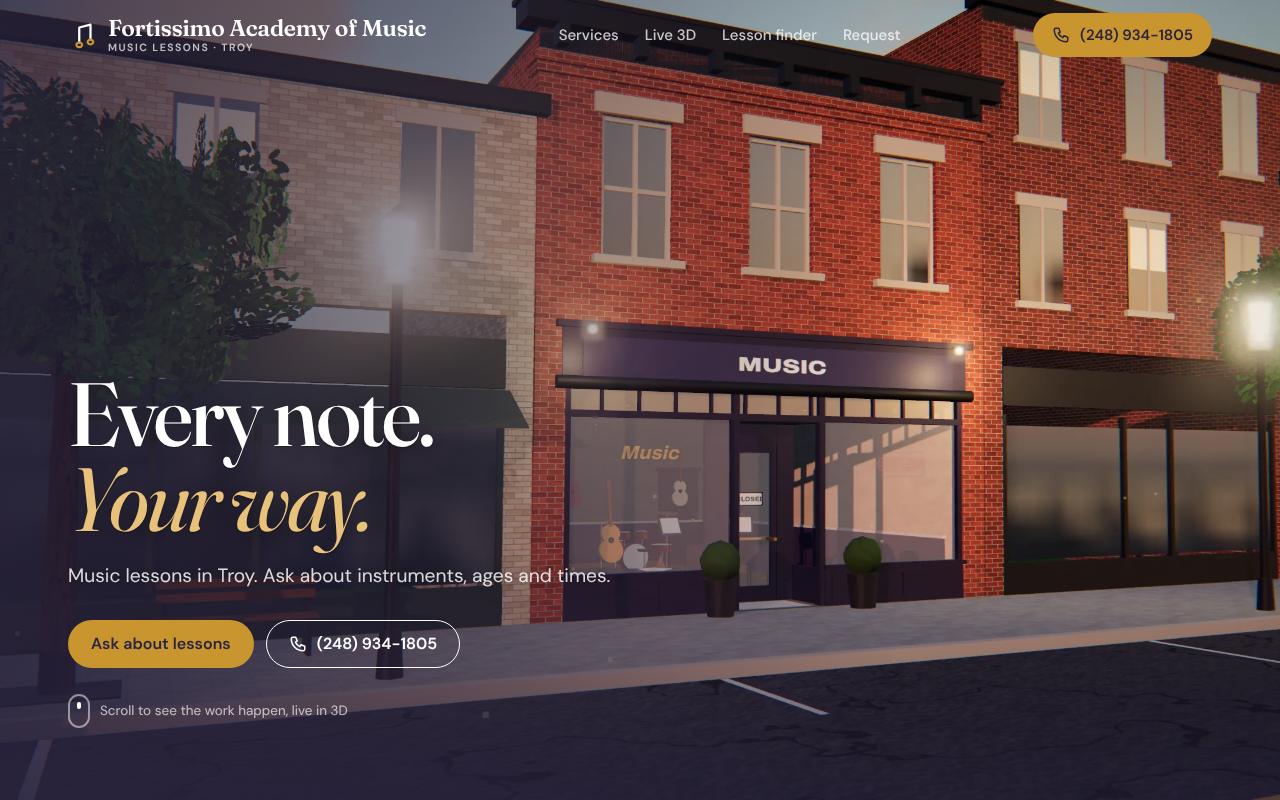 Fortissimo Academy of Music
MUSIC LESSONS · TROY
Services
Live 3D
Lesson finder
Request
(248) 934-1805
MUSIC
Music
CLOSED
Every note.
Your way.
Music lessons in Troy. Ask about instruments, ages and times.
Ask about lessons
(248) 934-1805
Scroll to see the work happen, live in 3D